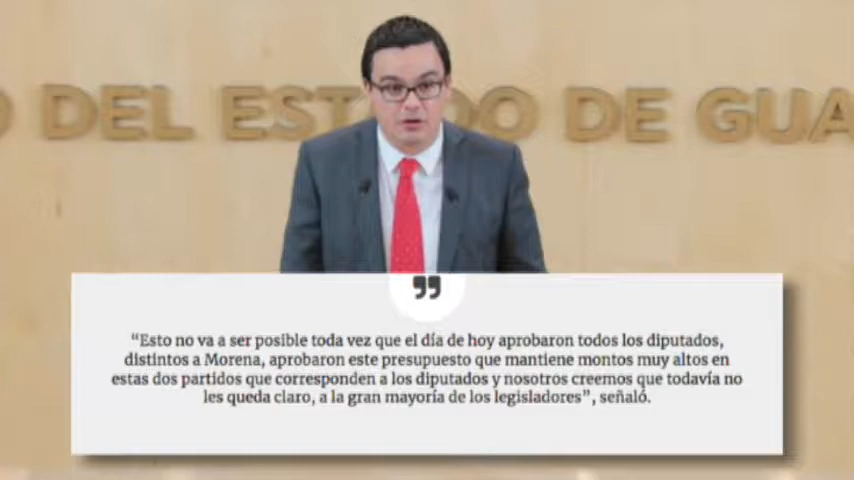 O DEL ESTADO DE GUA
“Esto no va a ser posible toda vez que el día de hoy aprobaron todos los diputados,
distintos a Morena, aprobaron este presupuesto que mantiene montos muy altos en
estas dos partidos que corresponden a los diputados y nosotros creemos que todavía no
les queda claro, a la gran mayoría de los legisladores”, señaló.